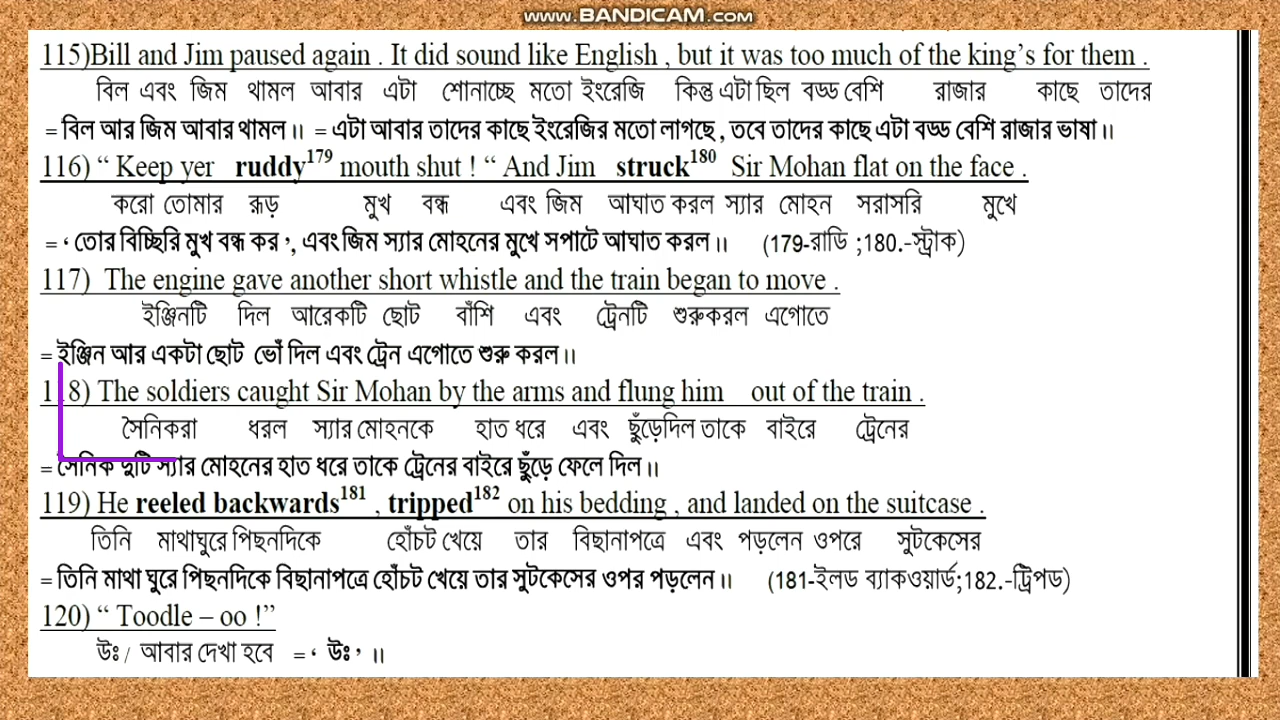 www.BANDICAM.com
115)Bill and Jim paused again . It did sound like English , but it was too much of the king’s for them .
বিল এবং জিম থামল আবার এটা শোনাচ্ছে মতো ইংরেজি কিন্তু এটা ছিল বড্ড বেশি রাজার কাছে তাদের
= বিল আর জিম আবার থামল।। = এটা আবার তাদের কাছে ইংরেজির মতো লাগছে , তবে তাদের কাছে এটা বড্ড বেশি রাজার ভাষা।।
116) “ Keep yer ruddy179 mouth shut ! “ And Jim struck180 Sir Mohan flat on the face .
করো তোমার রূড় মুখ বন্ধ এবং জিম আঘাত করল স্যার মোহন সরাসরি মুখে
= ‘ তোর বিচ্ছিরি মুখ বন্ধ কর ’, এবং জিম স্যার মোহনের মুখে সপাটে আঘাত করল।। (179-রাডি ;180.-স্ট্রাক)
117) The engine gave another short whistle and the train began to move .
ইঞ্জিনটি দিল আরেকটি ছোট বাঁশি এবং ট্রেনটি শুরুকরল এগোতে
= ইঞ্জিন আর একটা ছোট ভোঁ দিল এবং ট্রেন এগোতে শুরু করল।।
118) The soldiers caught Sir Mohan by the arms and flung him out of the train .
সৈনিকরা ধরল স্যার মোহনকে হাত ধরে এবং ছুঁড়েদিল তাকে বাইরে ট্রেনের
= সৈনিক দুটি স্যার মোহনের হাত ধরে তাকে ট্রেনের বাইরে ছুঁড়ে ফেলে দিল।।
119) He reeled backwards181 , tripped182 on his bedding , and landed on the suitcase .
তিনি মাথাঘুরে পিছনদিকে হোঁচট খেয়ে তার বিছানাপত্রে এবং পড়লেন ওপরে সুটকেসের
= তিনি মাথা ঘুরে পিছনদিকে বিছানাপত্রে হোঁচট খেয়ে তার সুটকেসের ওপর পড়লেন।। (181-ইলড ব্যাকওয়ার্ড;182.-ট্রিপড)
120) “ Toodle – oo !”
উঃ / আবার দেখা হবে = ‘ উঃ ’ ।।